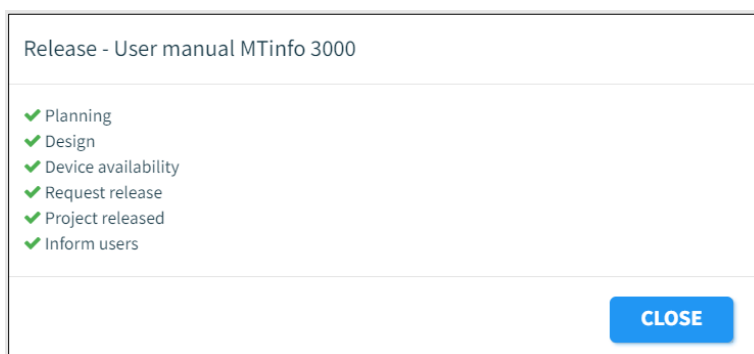 Release - User manual MTinfo 3000
Planning
Design
Device availability
Request release
Project released
Inform users
CLOSE